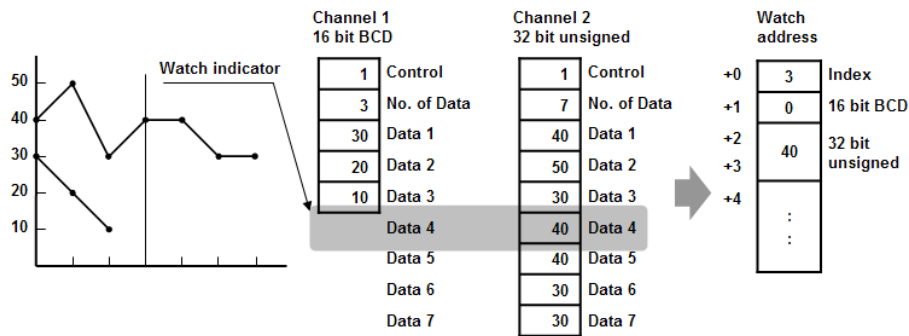 Channel 1
16 bit BCD
Channel 2
32 bit unsigned
Watch
address
Watch indicator
50
40
30
20
10
1 Control
3 No. of Data
30 Data 1
20 Data 2
10 Data 3
Data 4
Data 5
Data 6
Data 7
1 Control
7 No. of Data
40 Data 1
50 Data 2
30 Data 3
40 Data 4
40 Data 5
30 Data 6
30 Data 7
+0 3 Index
+1 0 16 bit BCD
+2
+3
40
32 bit
unsigned
+4
:
: